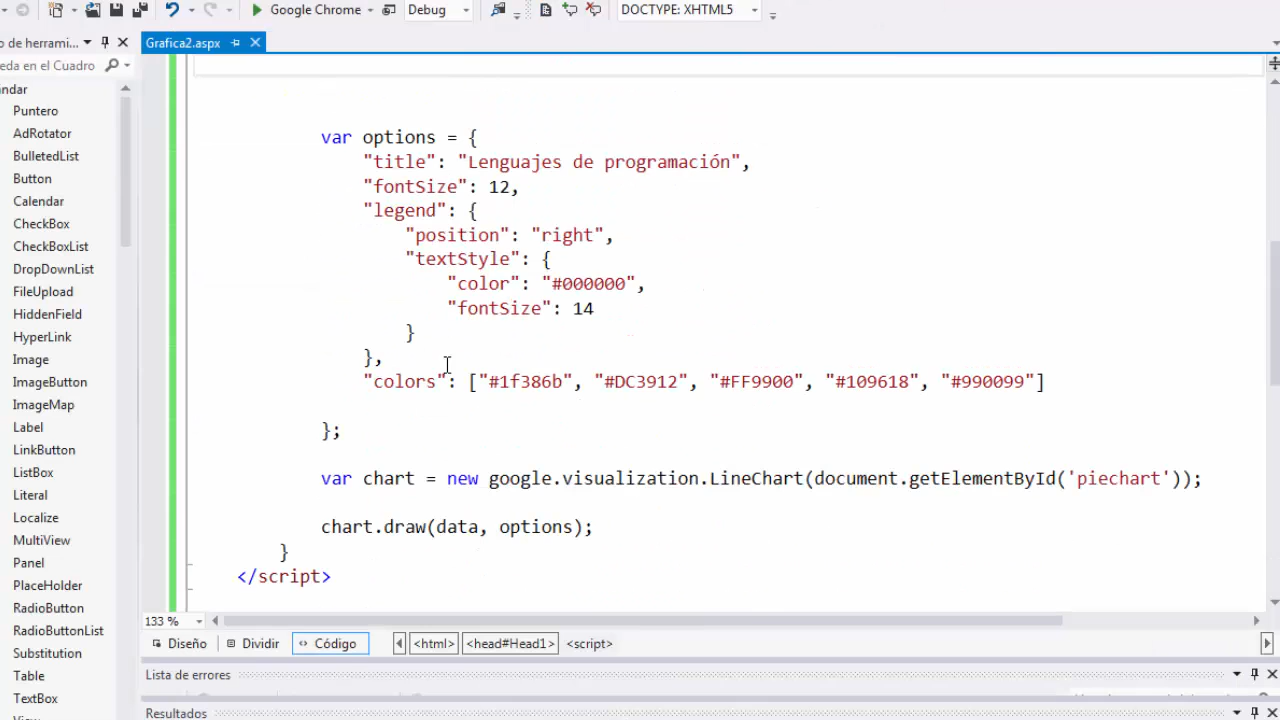 Google Chrome
Debug
DOCTYPE: XHTML5
o de herrami...
Grafica2.aspx
eda en el Cuadro
ndar
Puntero
AdRotator
BulletedList
Button
Calendar
CheckBox
CheckBoxList
DropDownList
FileUpload
HiddenField
HyperLink
Image
ImageButton
ImageMap
Label
LinkButton
ListBox
Literal
Localize
MultiView
Panel
PlaceHolder
RadioButton
RadioButtonList
Substitution
Table
TextBox
var options = {
"title": "Lenguajes de programación",
"fontSize": 12,
"legend": {
"position": "right",
"textStyle": {
"color": "#000000",
"fontSize": 14
}
},
"colors": ["#1f386b", "#DC3912", "#FF9900", "#109618", "#990099"]
};
var chart = new google.visualization.LineChart(document.getElementById('piechart'));
chart.draw(data, options);
}
</script>
133 %
Diseño
Dividir
Código
<html>
<head#Head1>
<script>
Lista de errores
Resultados